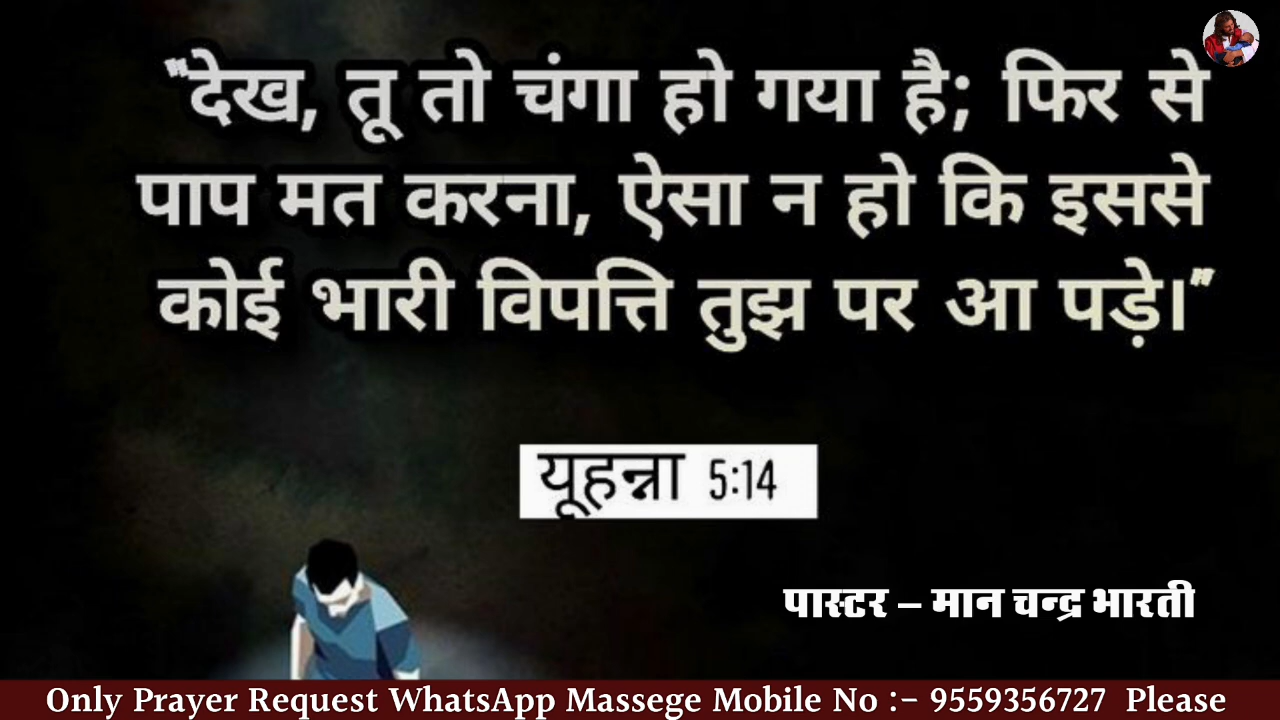 "देख, तू तो चंगा हो गया है; फिर से
पाप मत करना, ऐसा न हो कि इससे
कोई भारी विपत्ति तुझ पर आ पड़े।"
यूहन्ना 5:14
पास्टर – मान चन्द्र भारती
Only Prayer Request WhatsApp Massege Mobile No :- 9559356727 Please